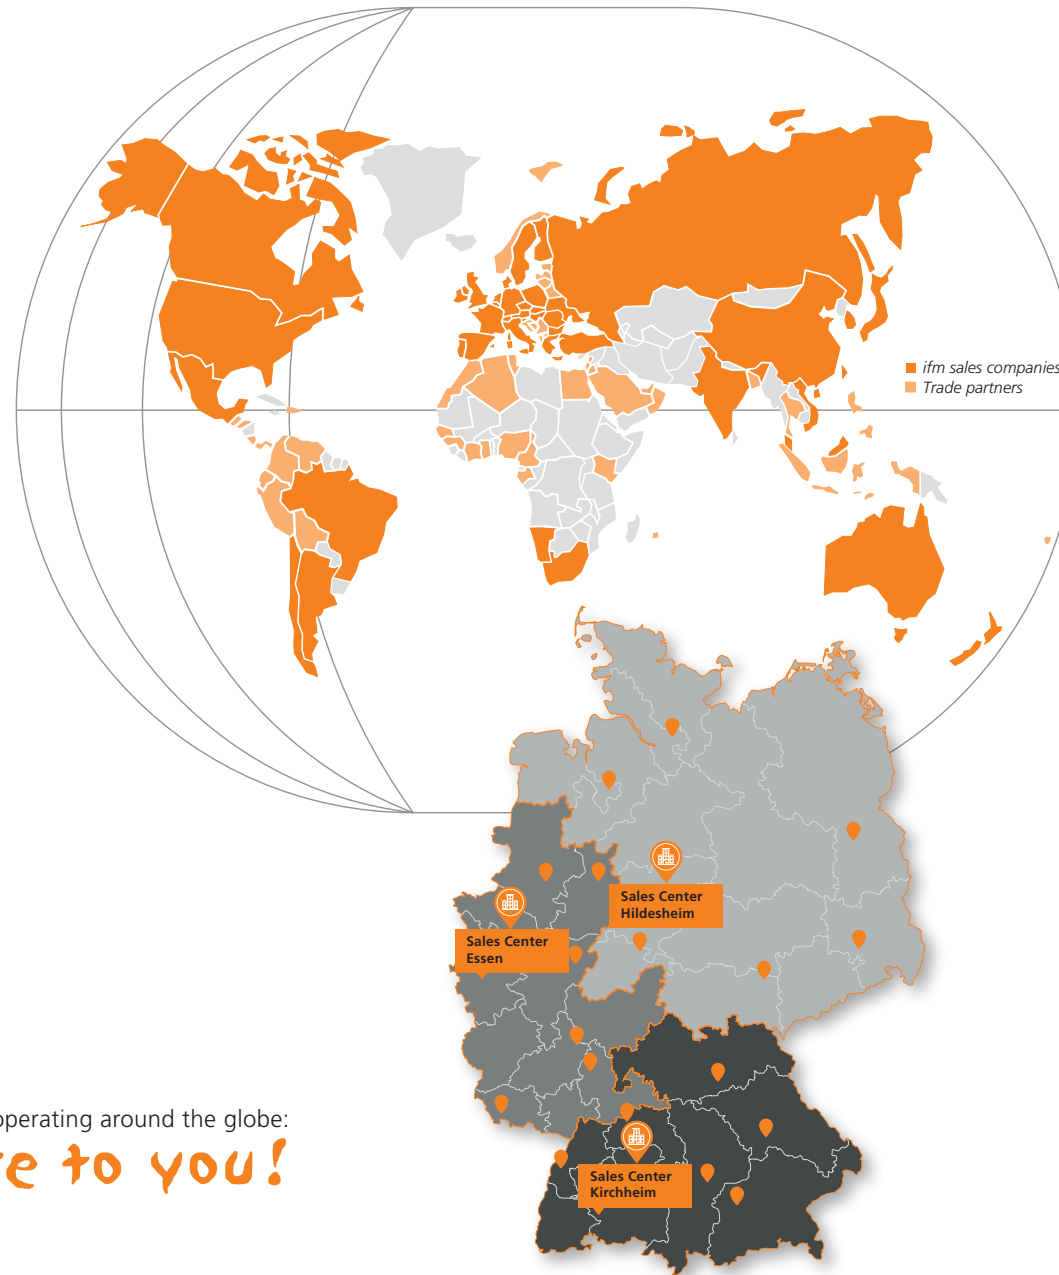 ifm sales companies
Trade partners
Sales Center
Hildesheim
Sales Center
Essen
operating around the globe:
to you!
Sales Center
Kirchheim